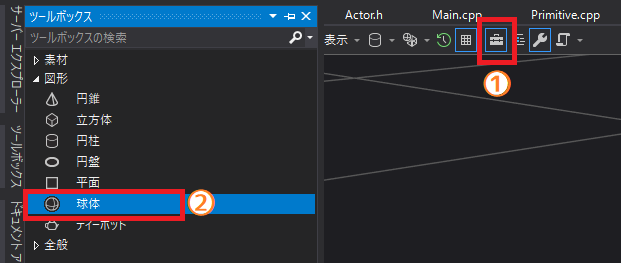 サーバー エクスプローラー
ツールボックス
ドキュメント ア
ツールボックス
ツールボックスの検索
素材
図形
円錐
立方体
円柱
円盤
平面
球体
ティーポット
全般
②
Actor.h
Main.cpp
Primitive.cpp
表示
①